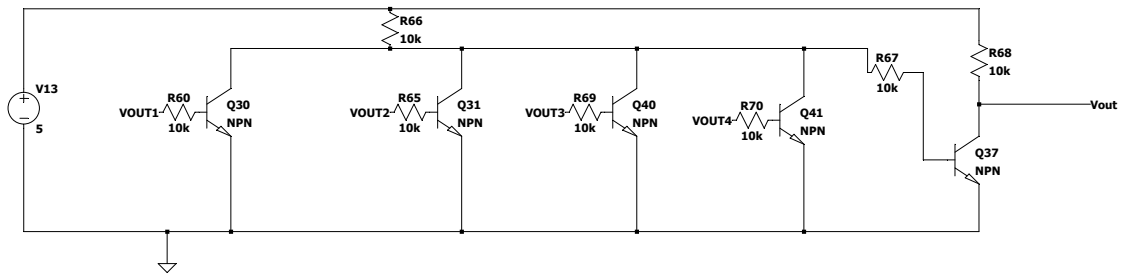 R66
10k
V13
5
VOUT1
R60
10k
Q30
NPN
VOUT2
R65
10k
Q31
NPN
VOUT3
R69
10k
Q40
NPN
VOUT4
R70
10k
Q41
NPN
R67
10k
R68
10k
Vout
Q37
NPN